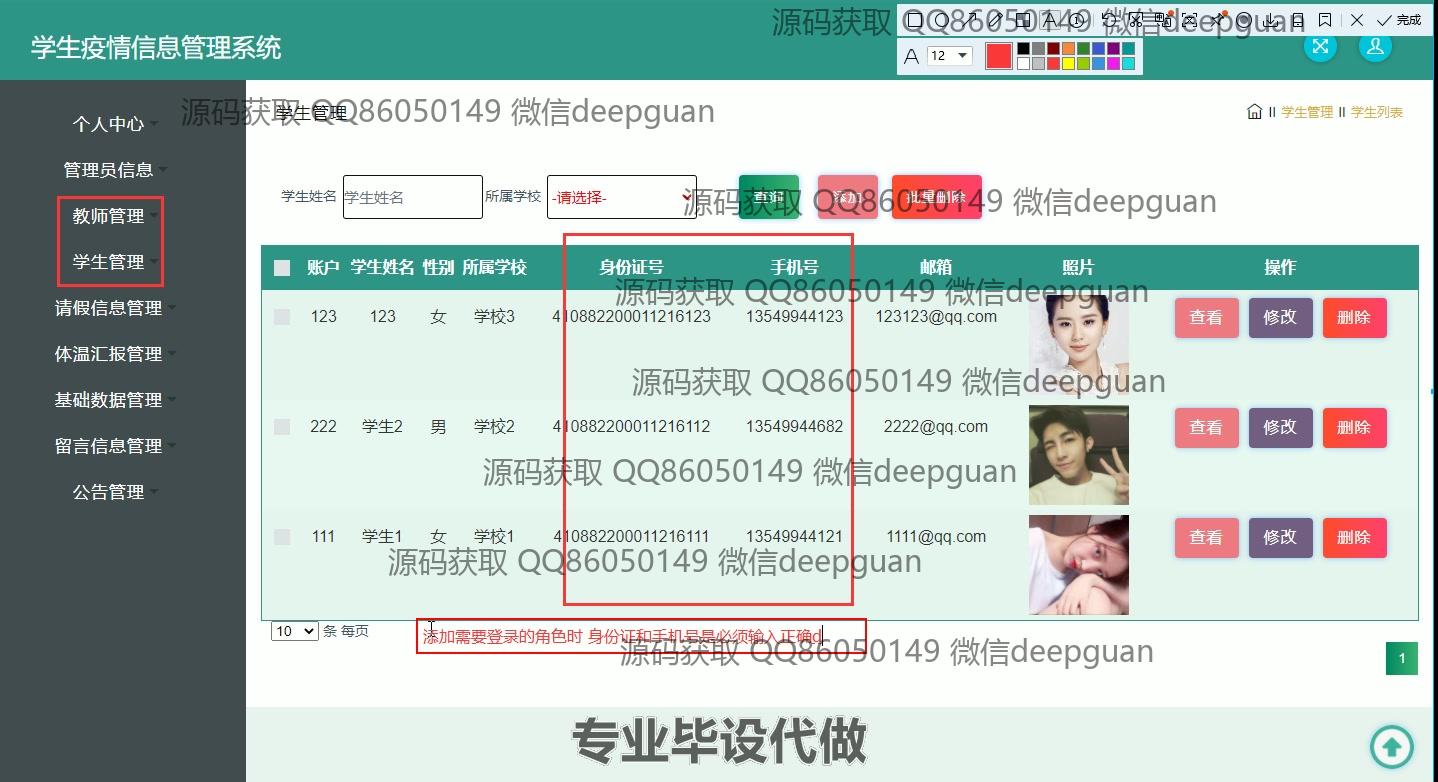 源码获取 QQ86050149 微信deepguan
完成
学生疫情信息管理系统
A 12
个人中心
管理员信息
教师管理
学生管理
请假信息管理
体温汇报管理
基础数据管理
留言信息管理
公告管理
源码获取 QQ86050149 微信deepguan
学生管理
学生管理 II 学生列表
学生姓名 学生姓名 所属学校 -请选择- 查询 添加 批量删除
源码获取 QQ86050149 微信deepguan
账户 学生姓名 性别 所属学校 身份证号 手机号 邮箱 照片 操作
源码获取 QQ86050149 微信deepguan
123 123 女 学校3 410882200011216123 13549944123 123123@qq.com 查看 修改 删除
源码获取 QQ86050149 微信deepguan
222 学生2 男 学校2 410882200011216112 13549944682 2222@qq.com 查看 修改 删除
源码获取 QQ86050149 微信deepguan
111 学生1 女 学校1 410882200011216111 13549944121 1111@qq.com 查看 修改 删除
源码获取 QQ86050149 微信deepguan
10 条 每页
添加需要登录的角色时 身份证和手机号是必须输入正确d
源码获取 QQ86050149 微信deepguan
1
专业毕设代做